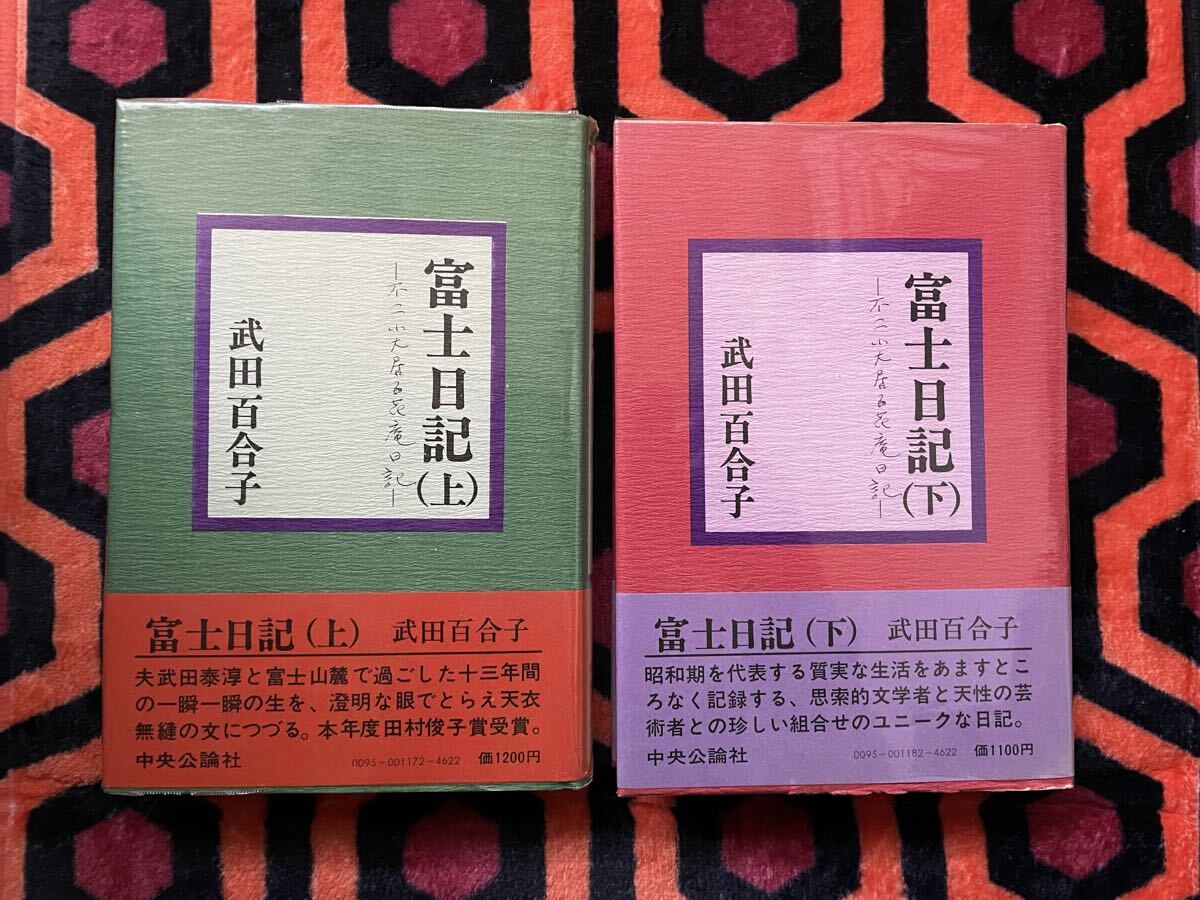 富士日記(上)
—不二小大居百花庵日記—
武田百合子
富士日記(上) 武田百合子
夫武田泰淳と富士山麓で過ごした十三年間
の一瞬一瞬の生を、澄明な眼でとらえ天衣
無縫の文につづる。本年度田村俊子賞受賞。
中央公論社 0095-001172-4622 価1200円
富士日記(下)
—不二小大居百花庵日記—
武田百合子
富士日記(下) 武田百合子
昭和期を代表する質実な生活をあますとこ
ろなく記録する、思索的文学者と天性の芸
術者との珍しい組合せのユニークな日記。
中央公論社 0095-001182-4622 価1100円